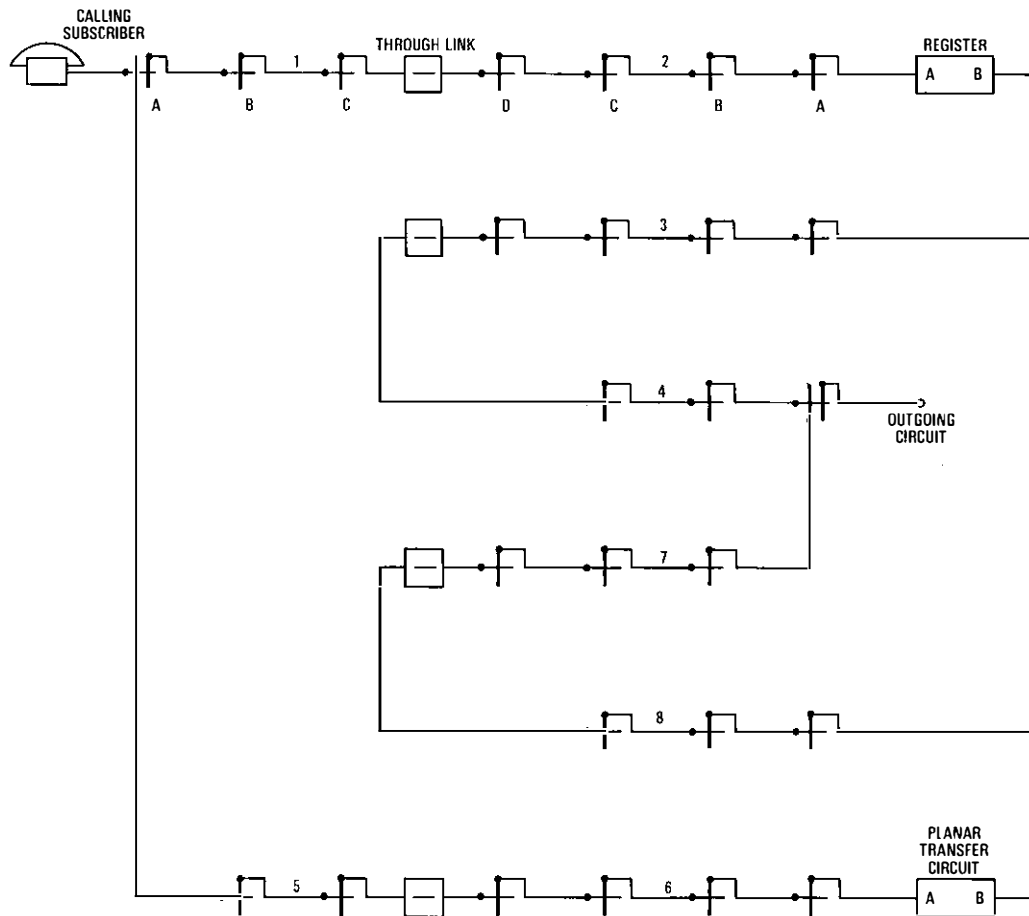 CALLING
SUBSCRIBER
1
THROUGH LINK
2
REGISTER
A B
A B C D C B A
3
4
OUTGOING
CIRCUIT
7
8
PLANAR
TRANSFER
CIRCUIT
5
6
A B